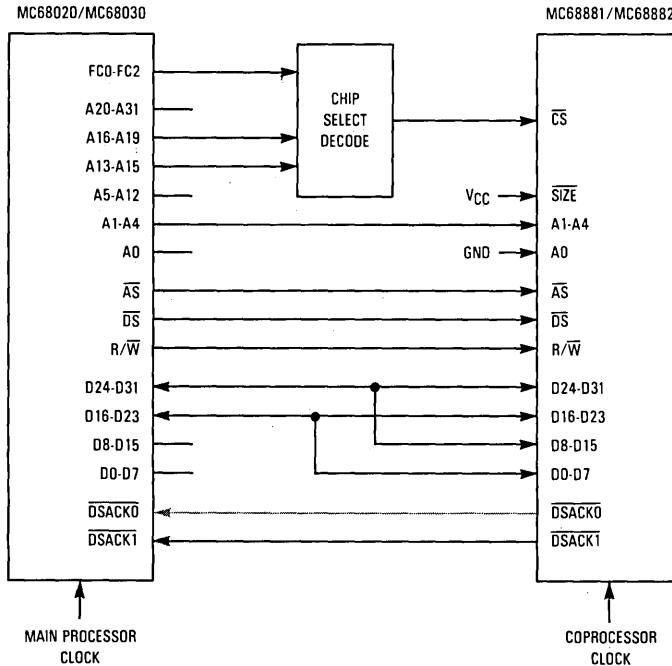 MC68020/MC68030
MC68881/MC68882
FC0-FC2
A20-A31
A16-A19
A13-A15
A5-A12
A1-A4
A0
AS
DS
R/W
D24-D31
D16-D23
D8-D15
D0-D7
DSACK0
DSACK1
CHIP
SELECT
DECODE
VCC
GND
CS
SIZE
A1-A4
A0
AS
DS
R/W
D24-D31
D16-D23
D8-D15
D0-D7
DSACK0
DSACK1
MAIN PROCESSOR
CLOCK
COPROCESSOR
CLOCK